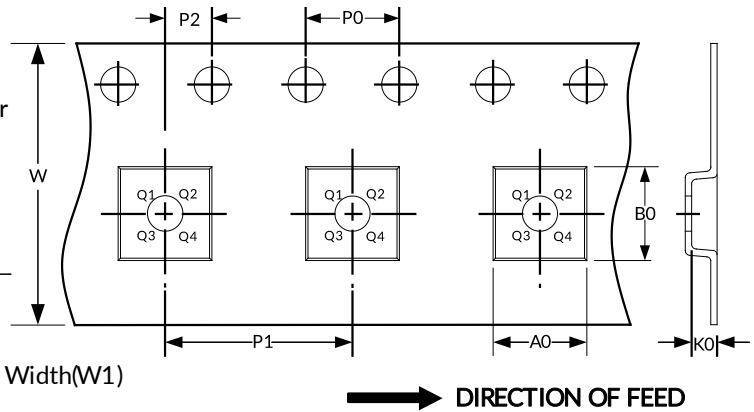 P2
P0
r
W
Q1 Q2
Q3 Q4
Q1 Q2
Q3 Q4
Q1 Q2
Q3 Q4
B0
P1
A0
K0
Width(W1)
DIRECTION OF FEED